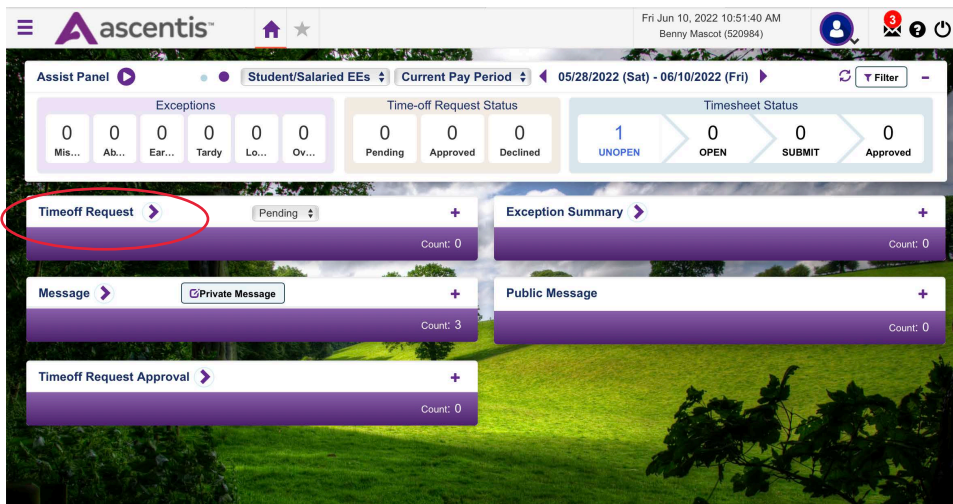 ascentis™
Fri Jun 10, 2022 10:51:40 AM
Benny Mascot (520984)
3
Assist Panel
Student/Salaried EEs
Current Pay Period
05/28/2022 (Sat) - 06/10/2022 (Fri)
Filter
Exceptions
0 0 0 0 0 0
Mis... Ab... Ear... Tardy Lo... Ov...
Time-off Request Status
0 0 0
Pending Approved Declined
Timesheet Status
1 0 0 0
UNOPEN OPEN SUBMIT Approved
Timeoff Request
Pending
Count: 0
Exception Summary
Count: 0
Message
Private Message
Count: 3
Public Message
Count: 0
Timeoff Request Approval
Count: 0